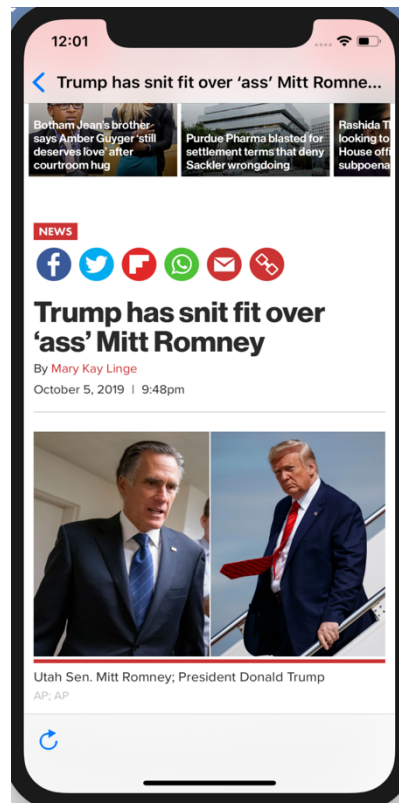 12:01
Trump has snit fit over ‘ass’ Mitt Romne...
Botham Jean's brother
says Amber Guyger ‘still
deserves love’ after
courtroom hug
Purdue Pharma blasted for
settlement terms that deny
Sackler wrongdoing
Rashida
looking to
House offi
subpoena
NEWS
Trump has snit fit over
‘ass’ Mitt Romney
By Mary Kay Linge
October 5, 2019 | 9:48pm
Utah Sen. Mitt Romney; President Donald Trump
AP; AP